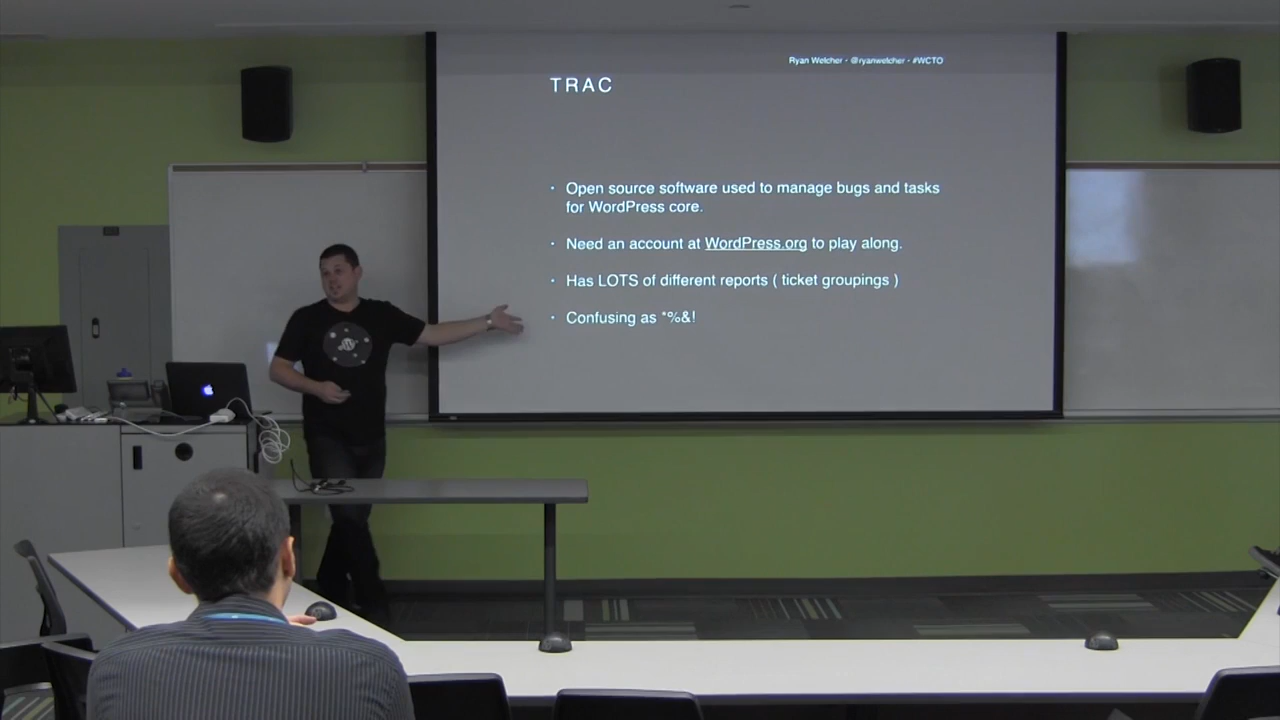 Ryan Welcher - @ryanwelcher - #WCTO
TRAC
· Open source software used to manage bugs and tasks
for WordPress core.
· Need an account at WordPress.org to play along.
· Has LOTS of different reports ( ticket groupings )
· Confusing as *%&!